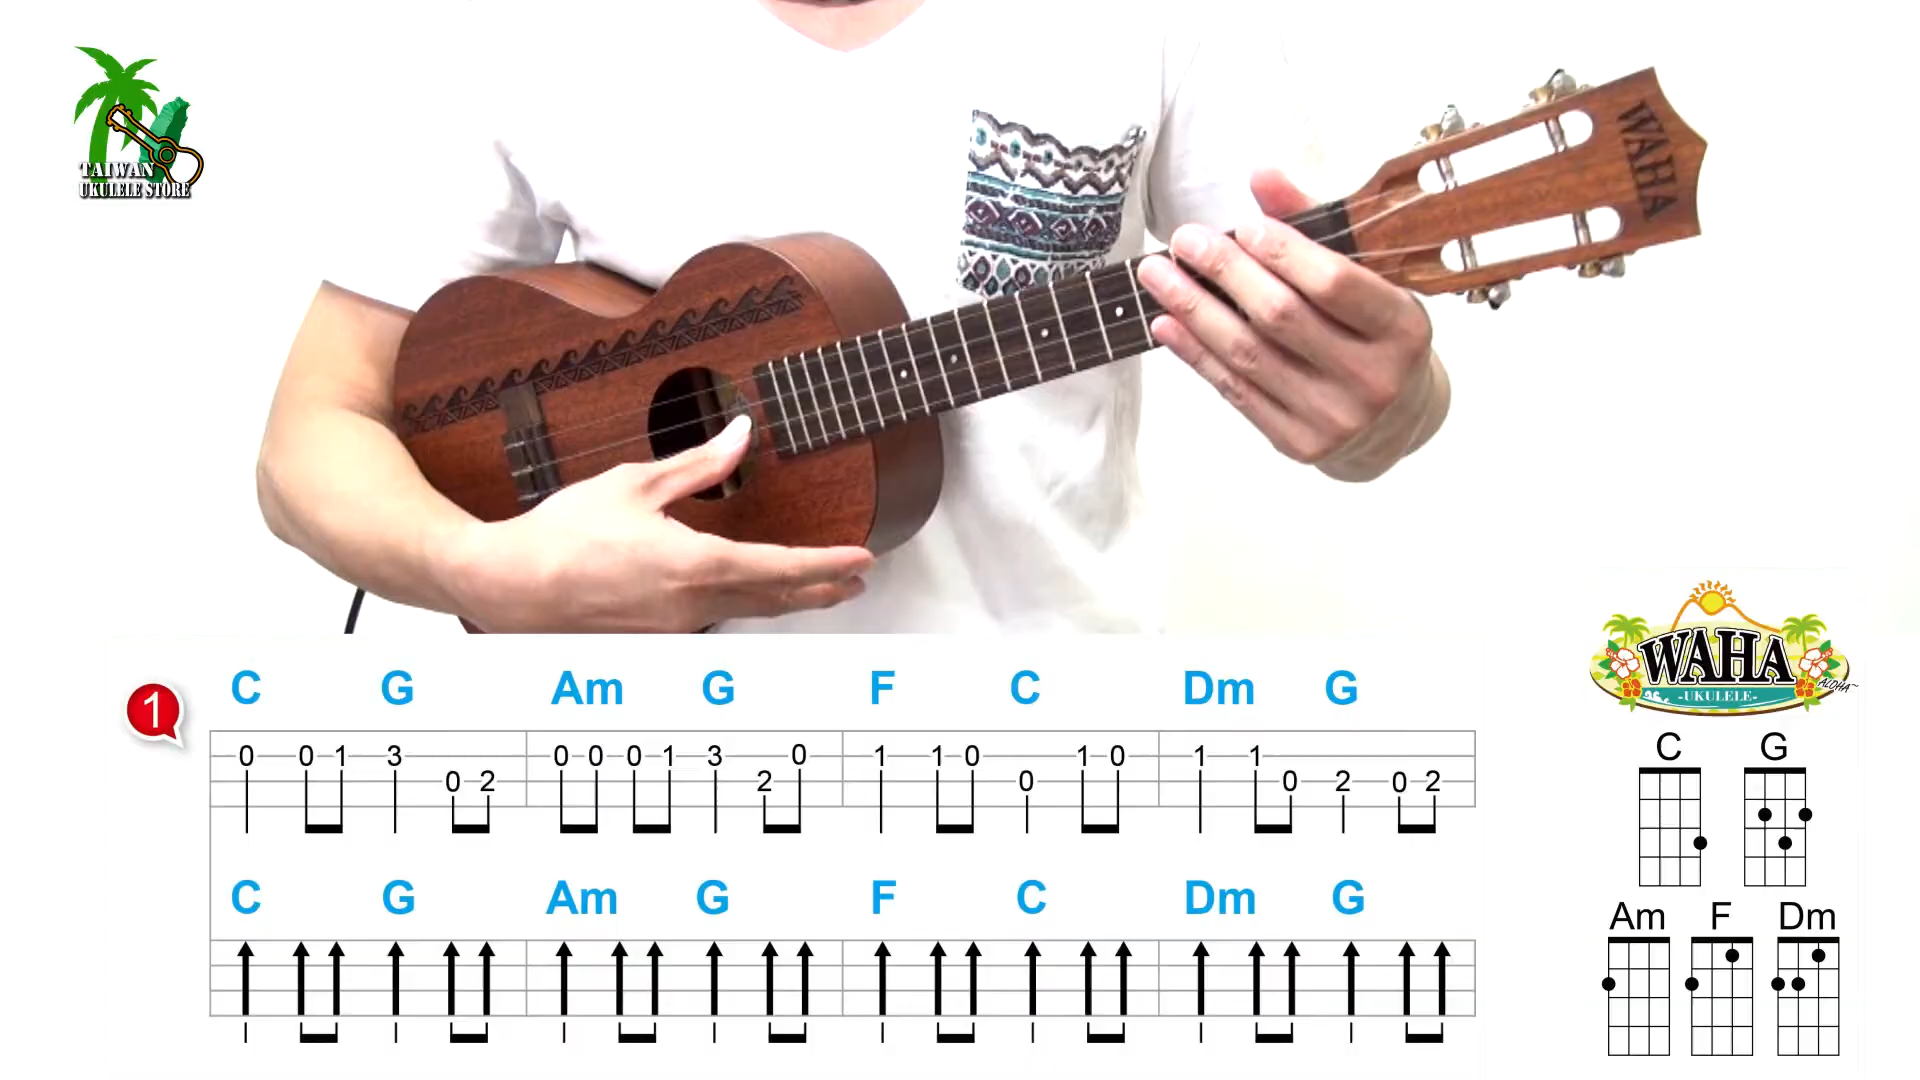 TAIWAN
UKULELE STORE
WAHA
1
C G Am G F C Dm G
0 0 1 3 0 2 0 0 0 1 3 2 0 1 1 0 0 1 0 1 1 0 2 0 2
C G Am G F C Dm G
WAHA
ALOHA~
-UKULELE-
C G
Am F Dm